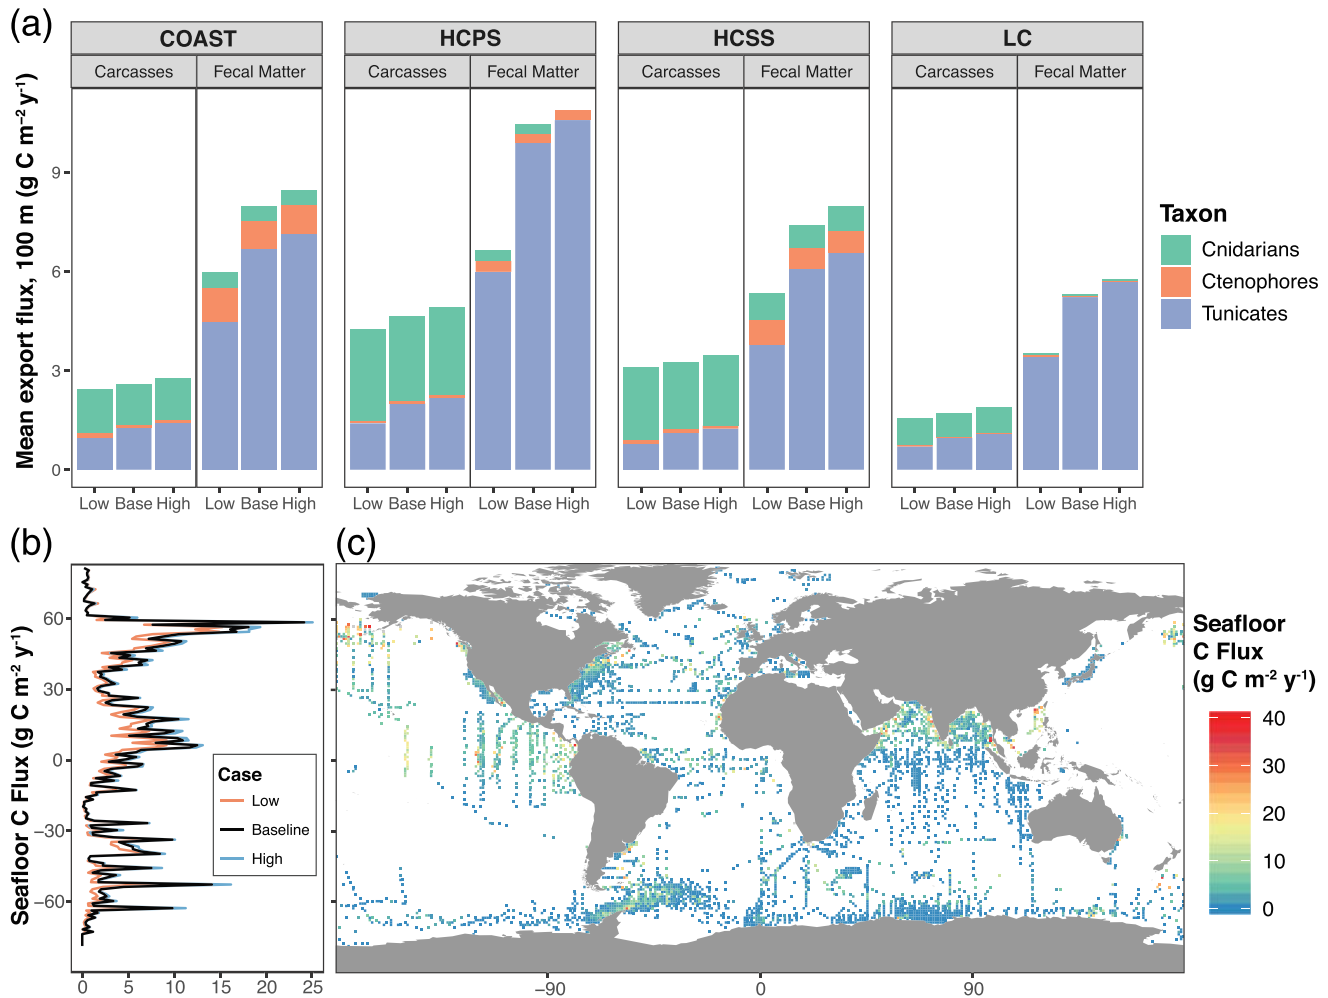 (a)
COAST HCPS HCSS LC
Carcasses Fecal Matter Carcasses Fecal Matter Carcasses Fecal Matter Carcasses Fecal Matter
Mean export flux, 100 m (g C m⁻² y⁻¹)
9
6
3
0
Low Base High Low Base High Low Base High Low Base High Low Base High Low Base High Low Base High Low Base High
Taxon
Cnidarians
Ctenophores
Tunicates
(b)
Seafloor C Flux (g C m⁻² y⁻¹)
60
30
0
−30
−60
0 5 10 15 20 25
Case
Low
Baseline
High
(c)
−90 0 90
Seafloor
C Flux
(g C m⁻² y⁻¹)
40
30
20
10
0